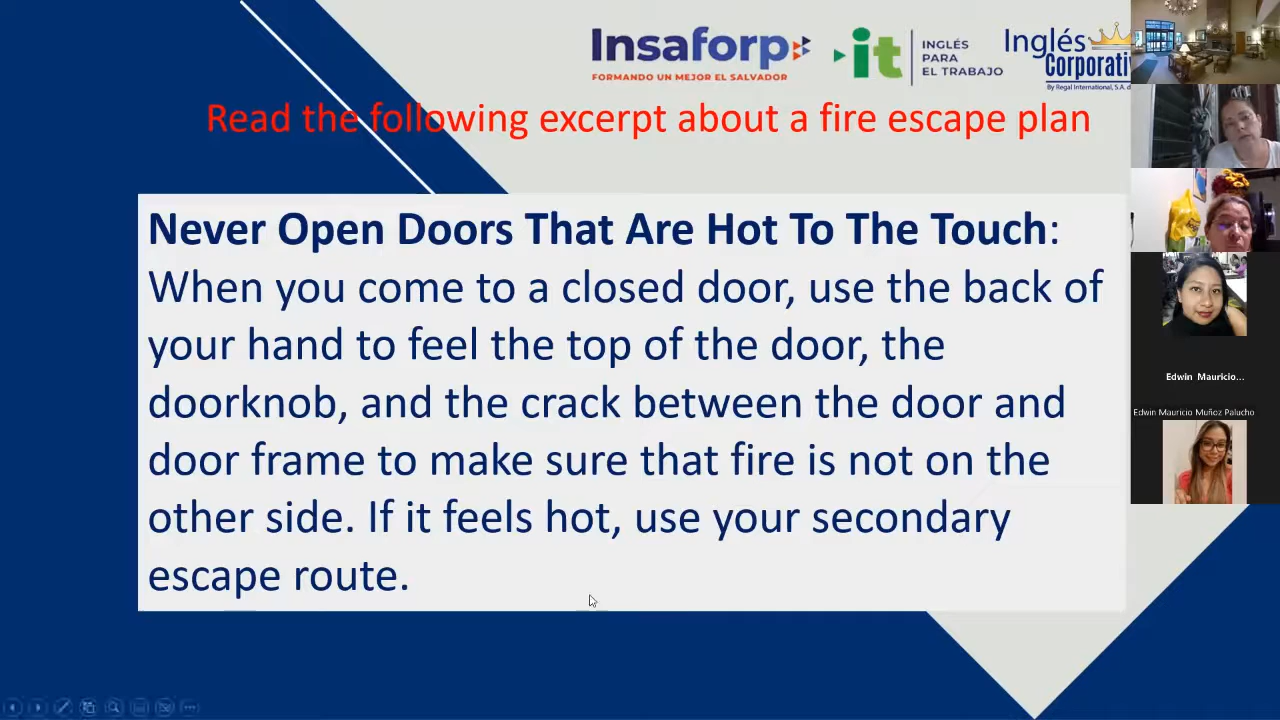 Insaforp
FORMANDO UN MEJOR EL SALVADOR
it
INGLÉS
PARA
EL TRABAJO
Inglés
Corporativ
By Regal International, S.A. d
Read the following excerpt about a fire escape plan
Never Open Doors That Are Hot To The Touch:
When you come to a closed door, use the back of
your hand to feel the top of the door, the
doorknob, and the crack between the door and
door frame to make sure that fire is not on the
other side. If it feels hot, use your secondary
escape route.
Edwin Mauricio...
Edwin Mauricio Muñoz Palucho